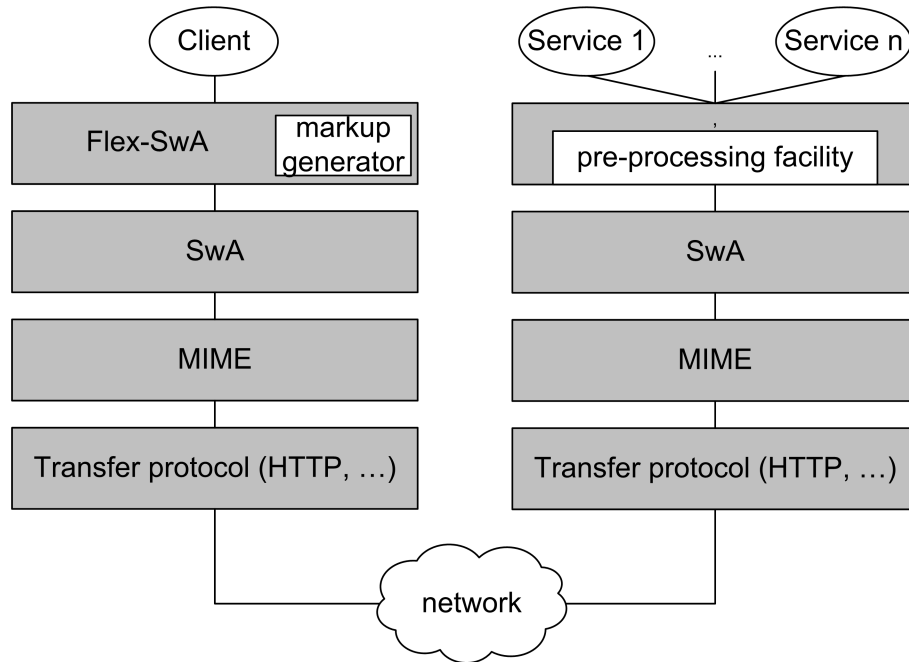 Client
Service 1
...
Service n
Flex-SwA
markup
generator
,
pre-processing facility
SwA
SwA
MIME
MIME
Transfer protocol (HTTP, …)
Transfer protocol (HTTP, …)
network